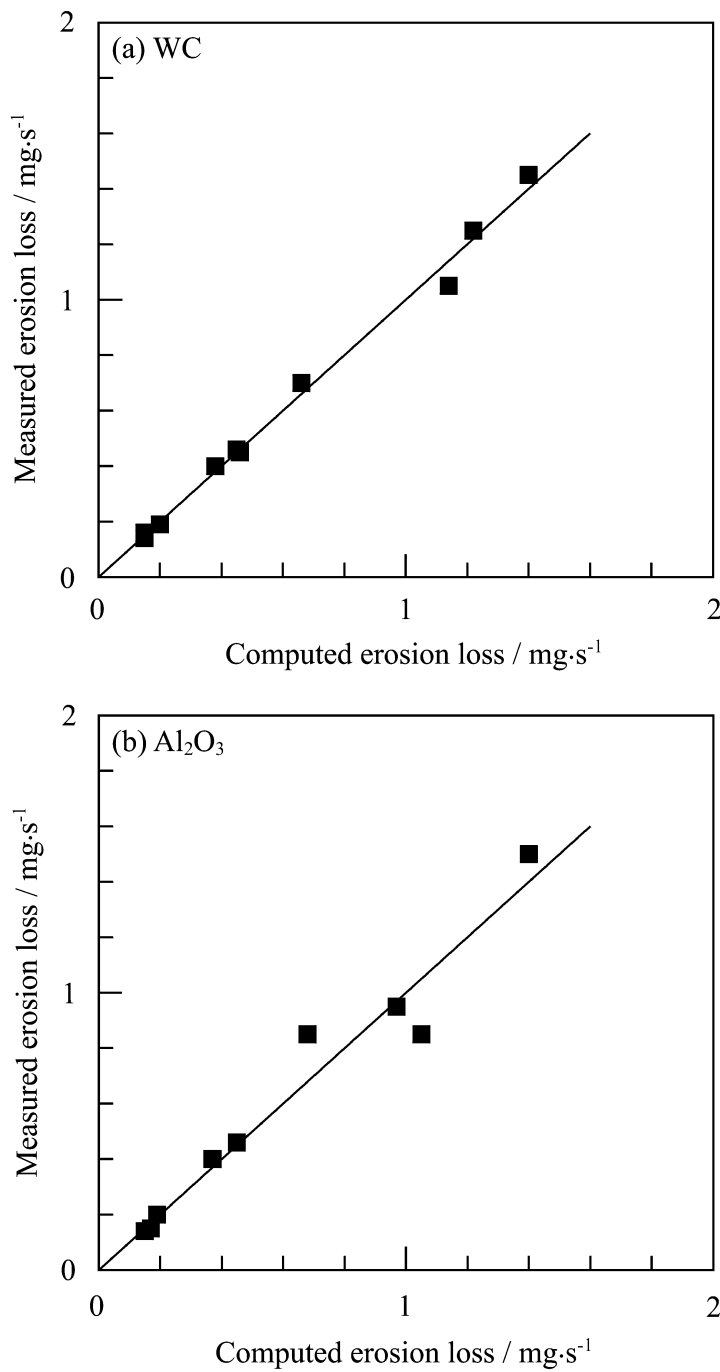 2
(a) WC
1
0
0
1
2
Measured erosion loss / mg·s⁻¹
Computed erosion loss / mg·s⁻¹
2
(b) Al₂O₃
1
0
0
1
2
Measured erosion loss / mg·s⁻¹
Computed erosion loss / mg·s⁻¹